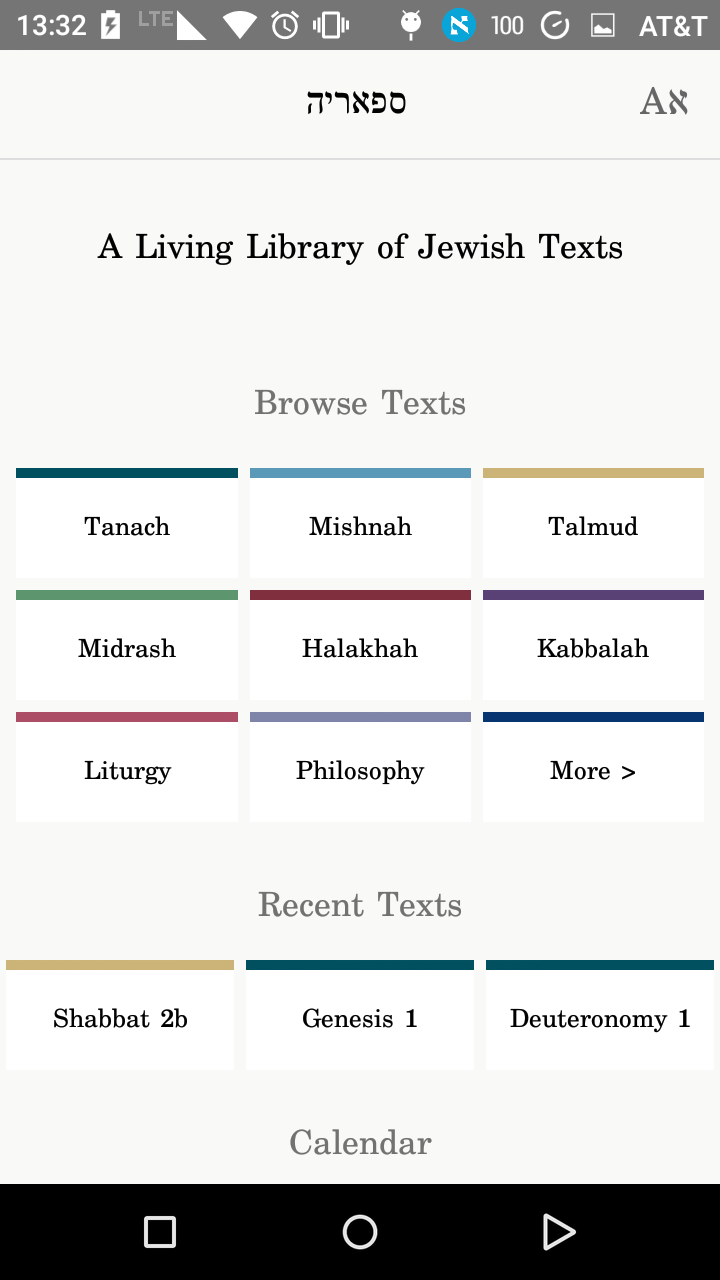 13:32 LTE 100 AT&T
ספאריה Aא
A Living Library of Jewish Texts
Browse Texts
Tanach Mishnah Talmud
Midrash Halakhah Kabbalah
Liturgy Philosophy More >
Recent Texts
Shabbat 2b Genesis 1 Deuteronomy 1
Calendar